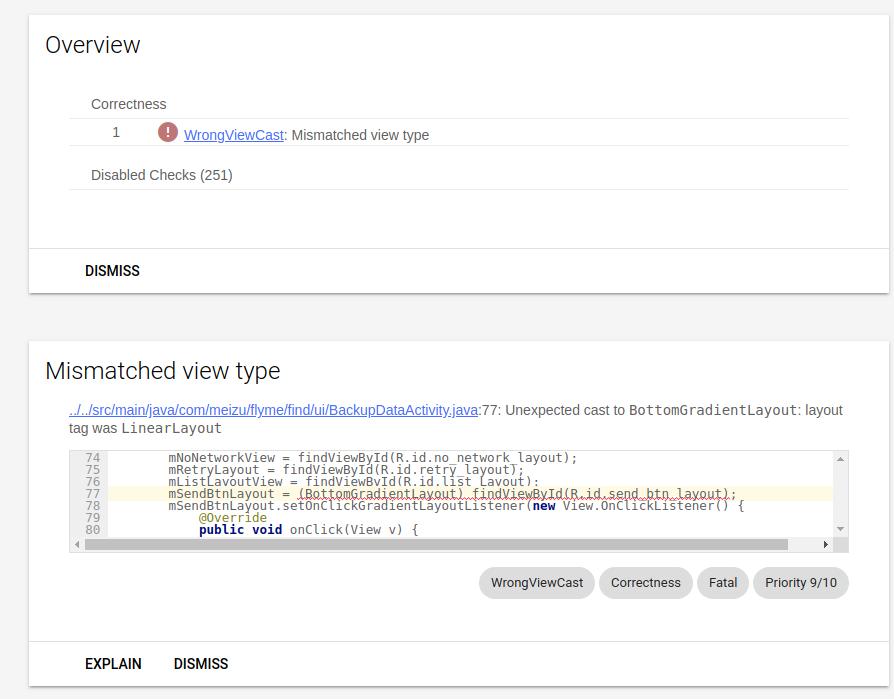 Overview
Correctness
1 WrongViewCast: Mismatched view type
Disabled Checks (251)
DISMISS
Mismatched view type
../../src/main/java/com/meizu/flyme/find/ui/BackupDataActivity.java:77: Unexpected cast to BottomGradientLayout: layout
tag was LinearLayout
74 mNoNetworkView = findViewById(R.id.no_network_layout);
75 mRetryLayout = findViewById(R.id.retry_layout);
76 mListLayoutView = findViewById(R.id.list_Layout);
77 mSendBtnLayout = (BottomGradientLayout) findViewById(R.id.send_btn_layout);
78 mSendBtnLayout.setOnClickGradientLayoutListener(new View.OnClickListener() {
79 @Override
80 public void onClick(View v) {
WrongViewCast Correctness Fatal Priority 9/10
EXPLAIN DISMISS